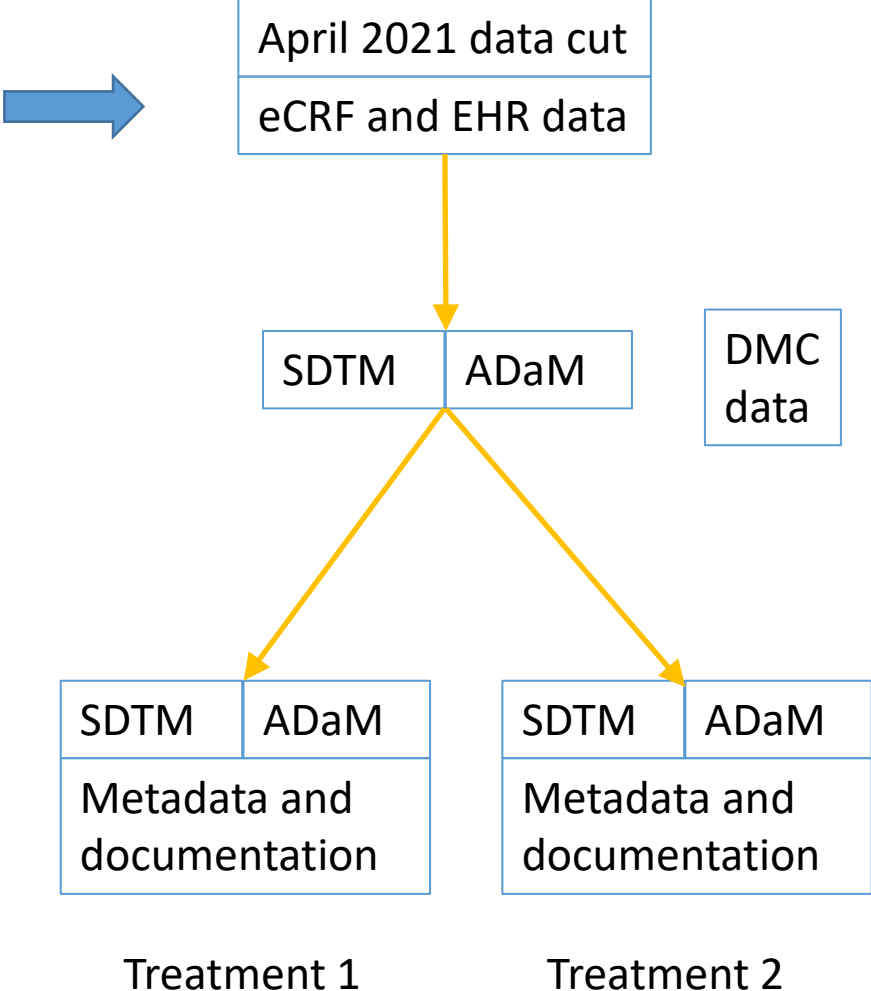 April 2021 data cut
eCRF and EHR data
SDTM ADaM
DMC
data
SDTM ADaM
Metadata and
documentation
SDTM ADaM
Metadata and
documentation
Treatment 1
Treatment 2